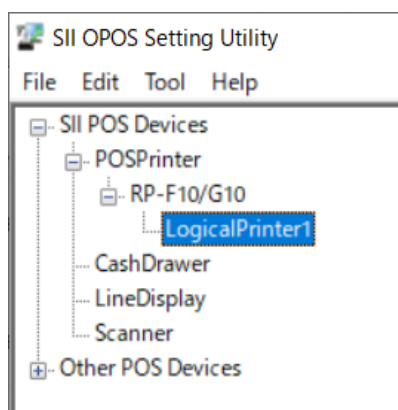 SII OPOS Setting Utility
File Edit Tool Help
SII POS Devices
POSPrinter
RP-F10/G10
LogicalPrinter1
CashDrawer
LineDisplay
Scanner
Other POS Devices